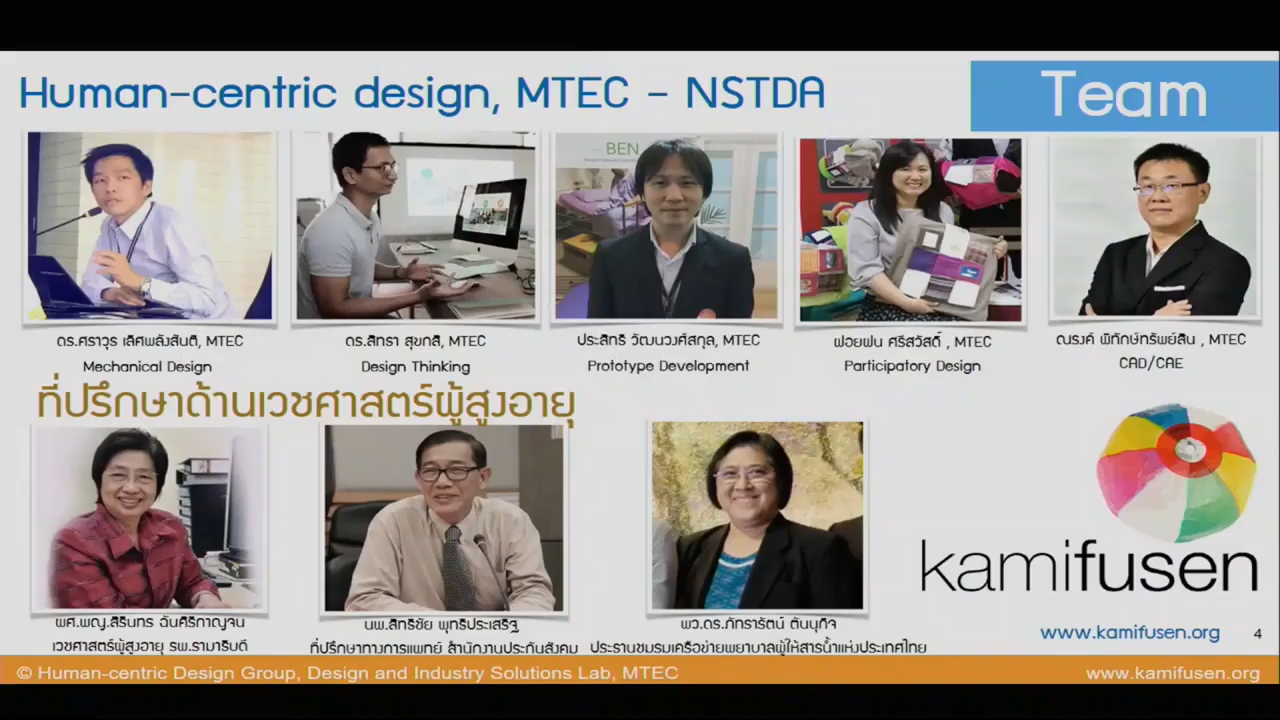 Human-centric design, MTEC - NSTDA
Team
BEN
ดร.ศราวุธ เลิศพลังสันติ, MTEC
ดร.สิทธา สุขกสิ, MTEC
ประสิทธิ์ วัฒนวงศ์สกุล, MTEC
ฝอยฝน ศรีสวัสดิ์ , MTEC
ณรงค์ พิทักษ์ทรัพย์สิน , MTEC
Mechanical Design
Design Thinking
Prototype Development
Participatory Design
CAD/CAE
ที่ปรึกษาด้านเวชศาสตร์ผู้สูงอายุ
kamifusen
ผศ.พญ.สิรินทร ฉันศิริกาญจน
นพ.สิทธิชัย พุทธิประเสริฐ
พว.ดร.ภัทรารัตน์ ตันนุกิจ
www.kamifusen.org
4
เวชศาสตร์ผู้สูงอายุ รพ.รามาธิบดี
ที่ปรึกษาทางการแพทย์ สำนักงานประกันสังคม
ประธานชมรมเครือข่ายพยาบาลผู้ให้สารน้ำแห่งประเทศไทย
© Human-centric Design Group, Design and Industry Solutions Lab, MTEC
www.kamifusen.org